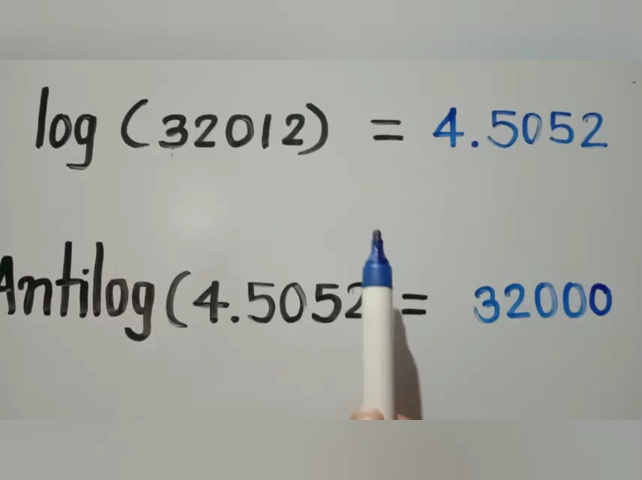 log (32012) = 4.5052
Antilog (4.5052 = 32000